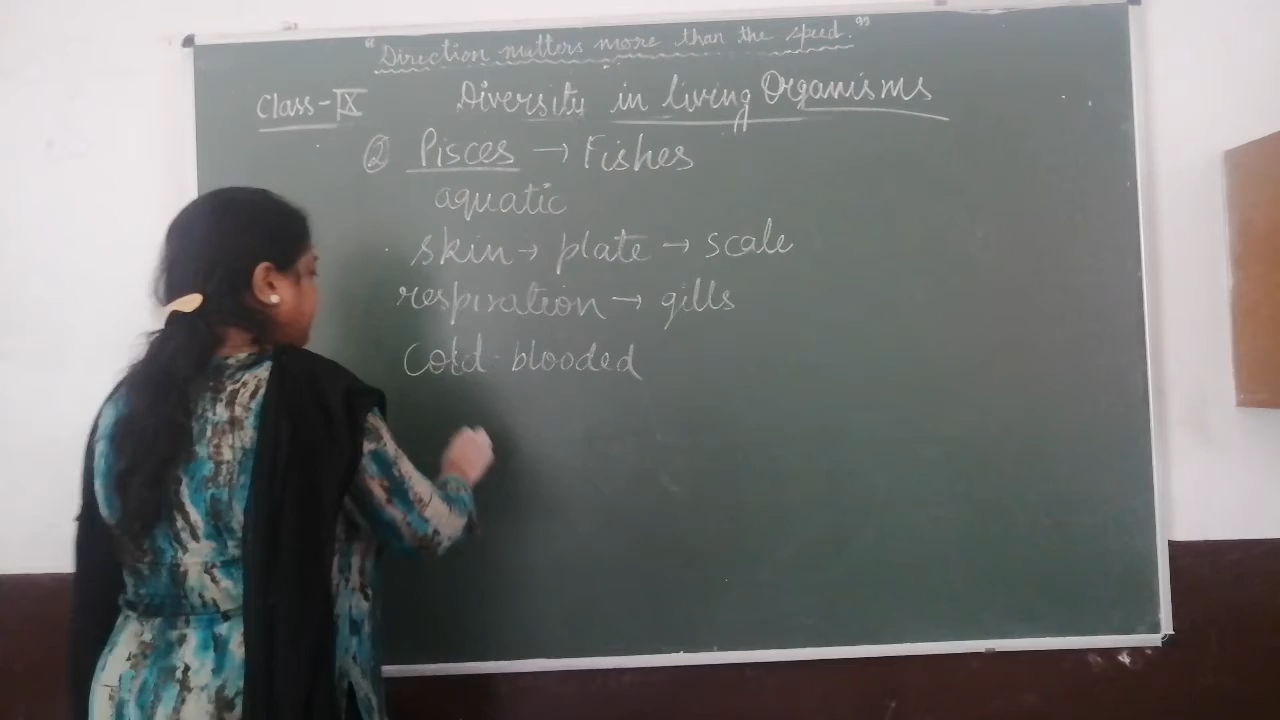 "Direction matters more than the speed."
Class-IX Diversity in living Organisms
② Pisces → Fishes
aquatic
skin → plate → scale
respiration → gills
Cold blooded